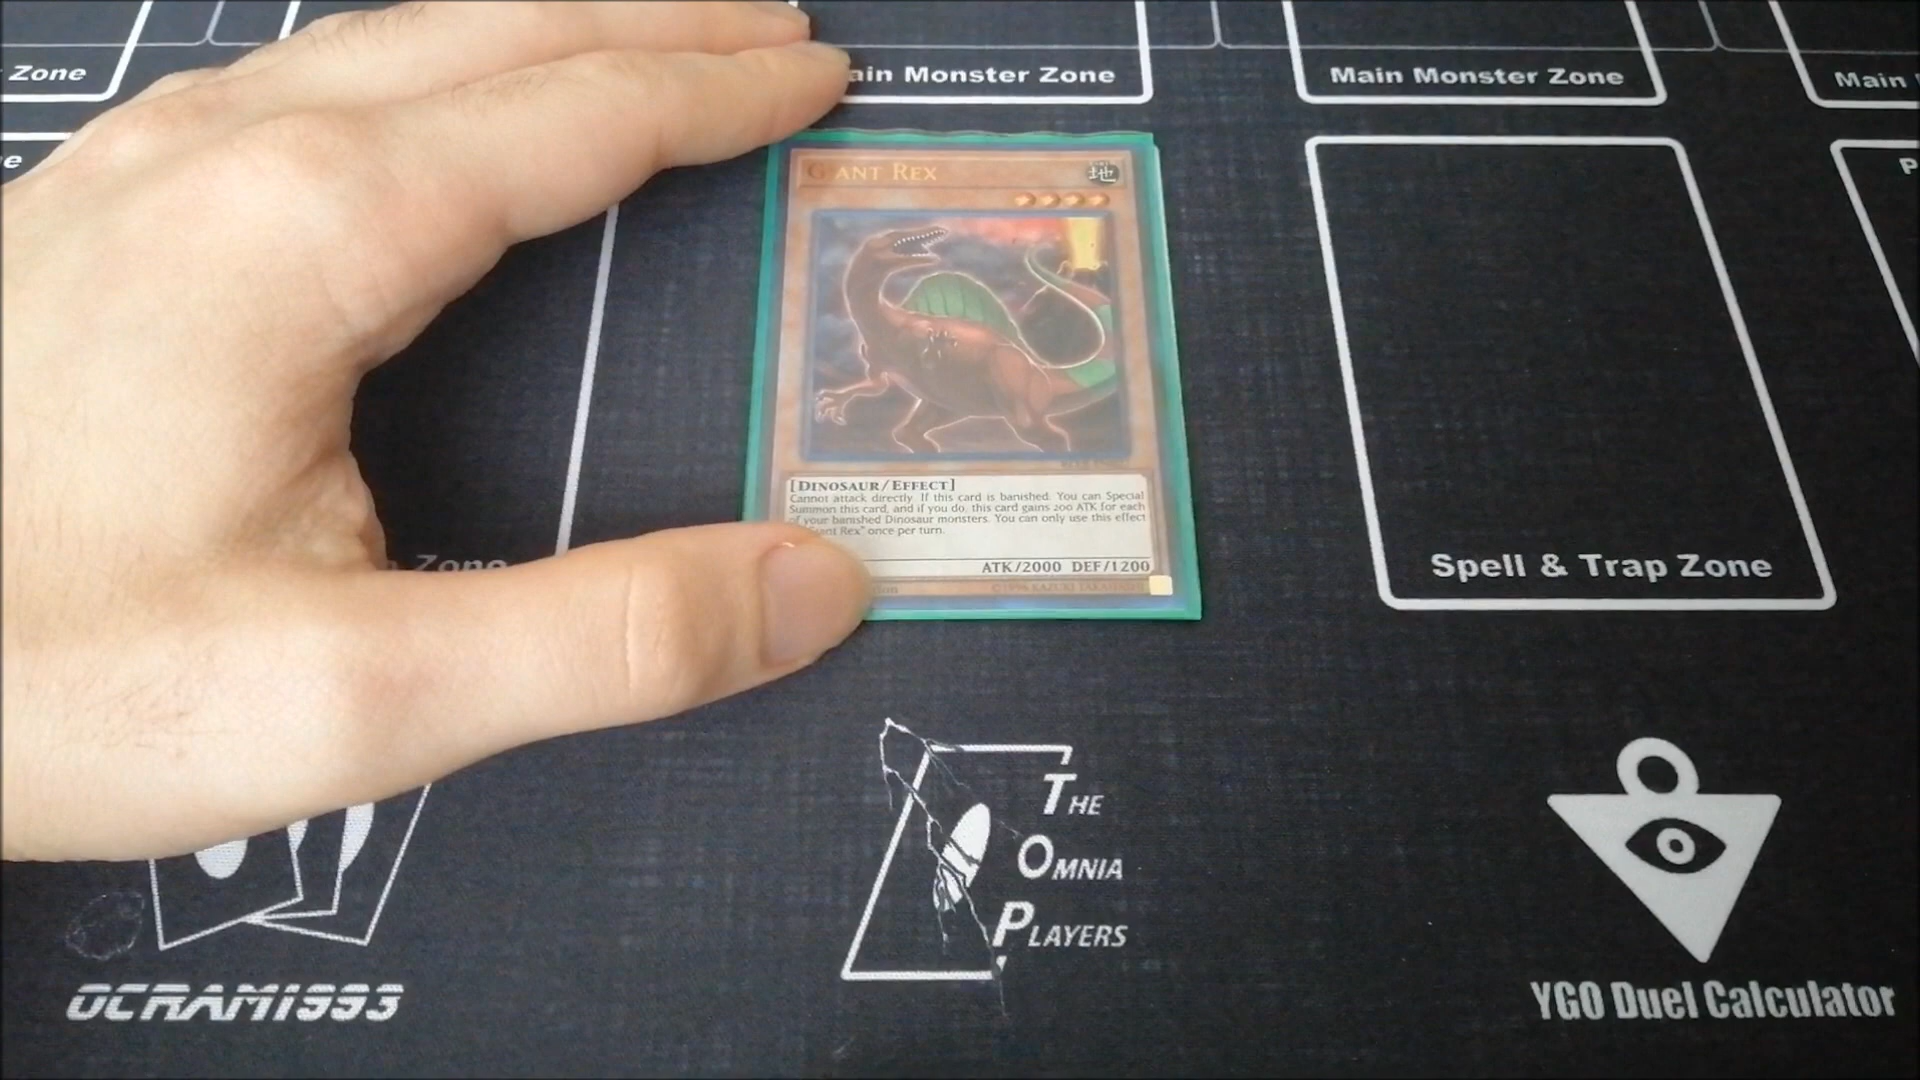 Zone
ain Monster Zone
Main Monster Zone
Main
e
P
GIANT REX
地
[DINOSAUR/EFFECT]
Cannot attack directly. If this card is banished: You can Special
Summon this card, and if you do, this card gains 200 ATK for each
of your banished Dinosaur monsters. You can only use this effect
Giant Rex" once per turn.
ATK/2000 DEF/1200
Zone
Spell & Trap Zone
THE
OMNIA
PLAYERS
OCRAM1993
YGO Duel Calculator